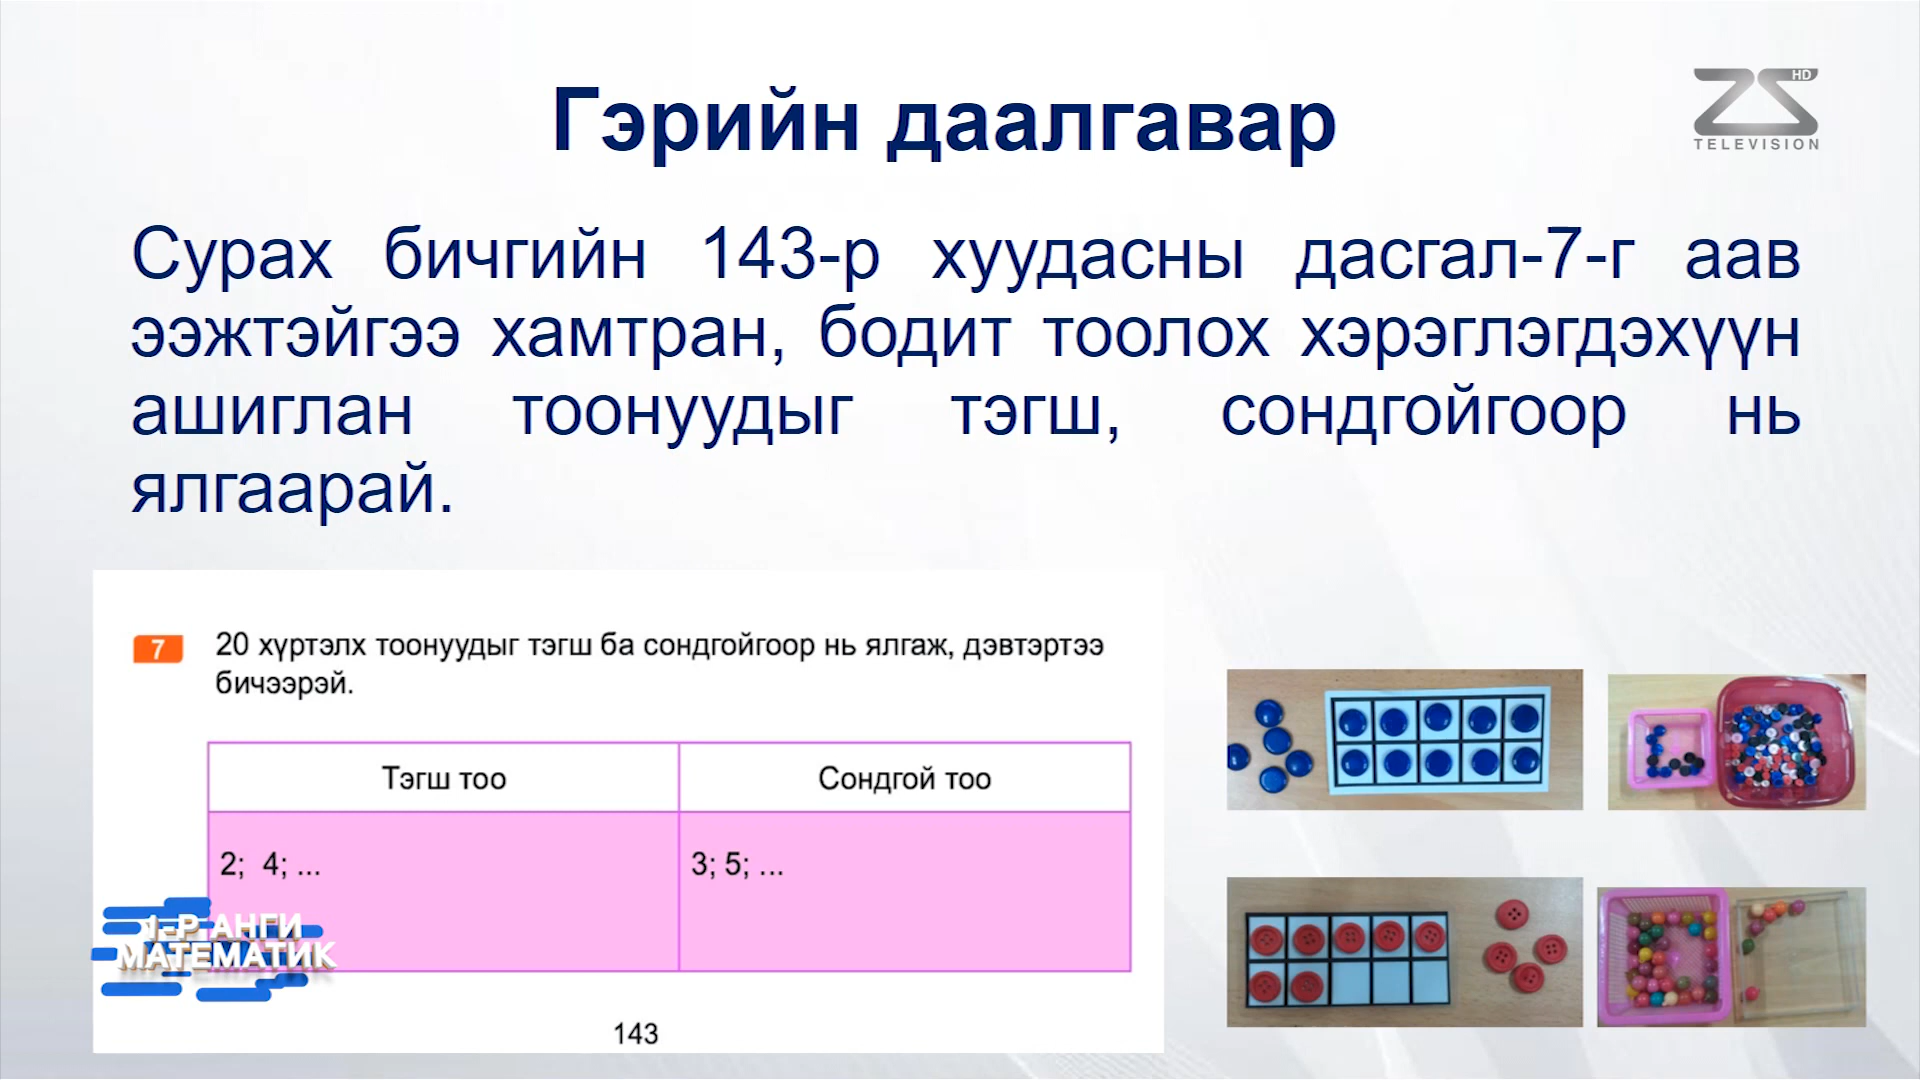 HD
TELEVISION
Гэрийн даалгавар
Сурах бичгийн 143-р хуудасны дасгал-7-г аав
ээжтэйгээ хамтран, бодит тоолох хэрэглэгдэхүүн
ашиглан тоонуудыг тэгш, сондгойгоор нь
ялгаарай.
7 20 хүртэлх тоонуудыг тэгш ба сондгойгоор нь ялгаж, дэвтэртээ
бичээрэй.
Тэгш тоо Сондгой тоо
2; 4; ... 3; 5; ...
1-Р АНГИ
МАТЕМАТИК
143